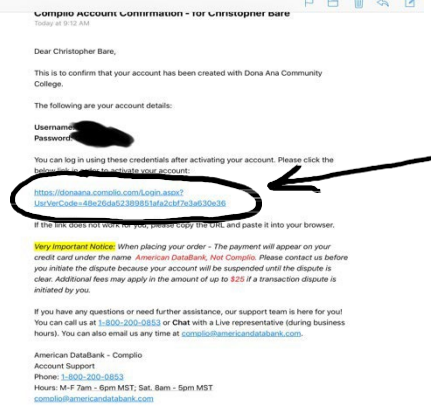 Complio Account Confirmation - for Christopher Bare
Today at 9:12 AM
Dear Christopher Bare,
This is to confirm that your account has been created with Dona Ana Community
College.
The following are your account details:
Username
Password:
You can log in using these credentials after activating your account. Please click the
below link in order to activate your account:
https://donaana.complio.com/Login.aspx?
UsrVerCode=48e26da52389851afa2cbf7e3a630e36
If the link does not work for you, please copy the URL and paste it into your browser.
Very Important Notice: When placing your order - The payment will appear on your
credit card under the name American DataBank, Not Complio. Please contact us before
you initiate the dispute because your account will be suspended until the dispute is
clear. Additional fees may apply in the amount of up to $25 if a transaction dispute is
initiated by you.
If you have any questions or need further assistance, our support team is here for you!
You can call us at 1-800-200-0853 or Chat with a Live representative (during business
hours). You can also email us any time at complio@americandatabank.com.
American DataBank - Complio
Account Support
Phone: 1-800-200-0853
Hours: M-F 7am - 6pm MST; Sat. 8am - 5pm MST
complio@americandatabank.com